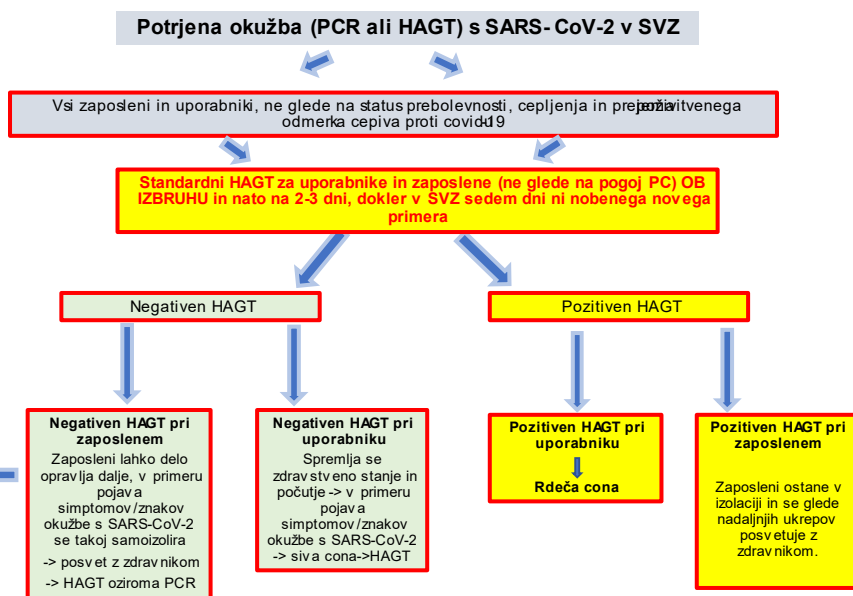 Potrjena okužba (PCR ali HAGT) s SARS- CoV-2 v SVZ
Vsi zaposleni in uporabniki, ne glede na status prebolevnosti, cepljenja in
odmerka cepiva proti
Standardni HAGT za uporabnike in zaposlene (ne glede na pogoj PC) OB
IZBRUHU in nato na 2-3 dni, dokler v SVZ sedem dni ni nobenega novega
primera
Negativen HAGT
Pozitiven HAGT
Negativen HAGT pri
zaposlenem
Zaposleni lahko delo
opravlja dalje, v primeru
pojava
simptomov/znakov
okužbe s SARS-CoV-2
se takoj samoizolira
-> posvet z zdravnikom
-> HAGT oziroma PCR
Negativen HAGT pri
uporabniku
Spremlja se
zdravstveno stanje in
počutje -> v primeru
pojava
simptomov/znakov
okužbe s SARS-CoV-2
-> siva cona->HAGT
Pozitiven HAGT pri
uporabniku
Rdeča cona
Pozitiven HAGT pri
zaposlenem
Zaposleni ostane v
izolaciji in se glede
nadaljnjih ukrepov
posvetuje z
zdravnikom.